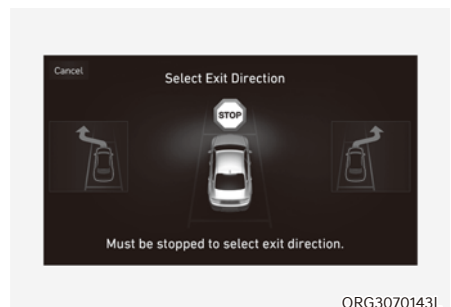 Cancel
Select Exit Direction
STOP
Must be stopped to select exit direction.
ORG3070143L